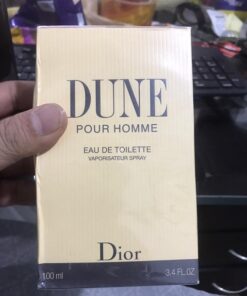 DUNE
POUR HOMME
EAU DE TOILETTE
VAPORISATEUR SPRAY
Dior
100 ml 3.4 FL.OZ